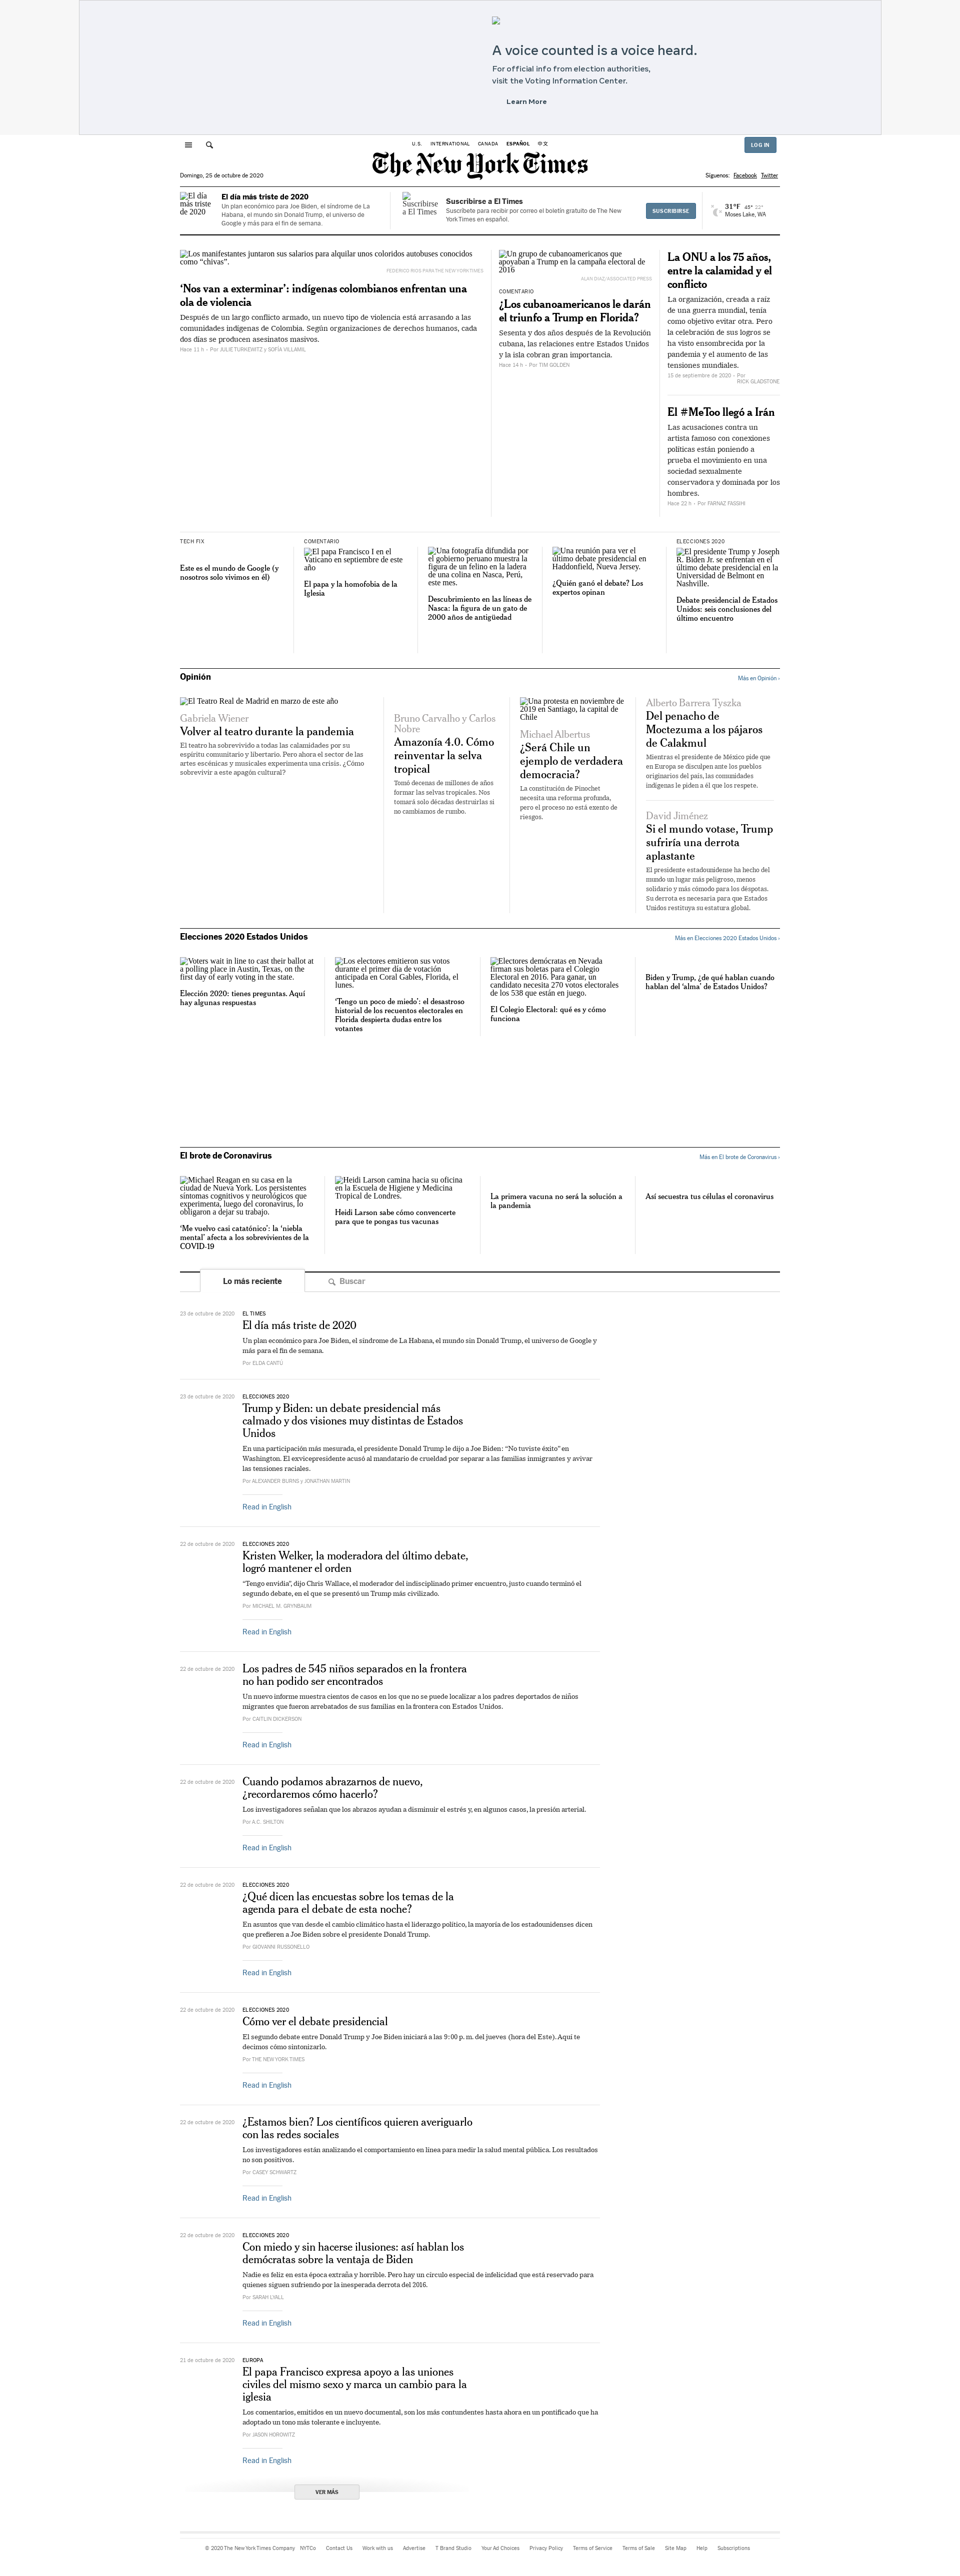 A voice counted is a voice heard.
For official info from election authorities,
visit the Voting Information Center.
Learn More
U.S. INTERNATIONAL CANADA ESPAÑOL 中文
LOG IN
The New York Times
Domingo, 25 de octubre de 2020
Síguenos: Facebook Twitter
El día más triste de 2020
El día más triste de 2020
Un plan económico para Joe Biden, el síndrome de La
Habana, el mundo sin Donald Trump, el universo de
Google y más para el fin de semana.
Suscribirse a El Times
Suscribirse a El Times
Suscríbete para recibir por correo el boletín gratuito de The New
York Times en español.
SUSCRIBIRSE
31°F 45° 22°
Moses Lake, WA
Los manifestantes juntaron sus salarios para alquilar unos coloridos autobuses conocidos
como “chivas”.
FEDERICO RIOS PARA THE NEW YORK TIMES
‘Nos van a exterminar’: indígenas colombianos enfrentan una
ola de violencia
Después de un largo conflicto armado, un nuevo tipo de violencia está arrasando a las
comunidades indígenas de Colombia. Según organizaciones de derechos humanos, cada
dos días se producen asesinatos masivos.
Hace 11 h – Por JULIE TURKEWITZ y SOFÍA VILLAMIL
Un grupo de cubanoamericanos que
apoyaban a Trump en la campaña electoral de
2016
ALAN DIAZ/ASSOCIATED PRESS
COMENTARIO
¿Los cubanoamericanos le darán
el triunfo a Trump en Florida?
Sesenta y dos años después de la Revolución
cubana, las relaciones entre Estados Unidos
y la isla cobran gran importancia.
Hace 14 h – Por TIM GOLDEN
La ONU a los 75 años,
entre la calamidad y el
conflicto
La organización, creada a raíz
de una guerra mundial, tenía
como objetivo evitar otra. Pero
la celebración de sus logros se
ha visto ensombrecida por la
pandemia y el aumento de las
tensiones mundiales.
15 de septiembre de 2020 – Por
RICK GLADSTONE
El #MeToo llegó a Irán
Las acusaciones contra un
artista famoso con conexiones
políticas están poniendo a
prueba el movimiento en una
sociedad sexualmente
conservadora y dominada por los
hombres.
Hace 22 h – Por FARNAZ FASSIHI
TECH FIX
Este es el mundo de Google (y
nosotros solo vivimos en él)
COMENTARIO
El papa Francisco I en el
Vaticano en septiembre de este
año
El papa y la homofobia de la
Iglesia
Una fotografía difundida por
el gobierno peruano muestra la
figura de un felino en la ladera
de una colina en Nasca, Perú,
este mes.
Descubrimiento en las líneas de
Nasca: la figura de un gato de
2000 años de antigüedad
Una reunión para ver el
último debate presidencial en
Haddonfield, Nueva Jersey.
¿Quién ganó el debate? Los
expertos opinan
ELECCIONES 2020
El presidente Trump y Joseph
R. Biden Jr. se enfrentan en el
último debate presidencial en la
Universidad de Belmont en
Nashville.
Debate presidencial de Estados
Unidos: seis conclusiones del
último encuentro
Opinión
Más en Opinión ›
El Teatro Real de Madrid en marzo de este año
Gabriela Wiener
Volver al teatro durante la pandemia
El teatro ha sobrevivido a todas las calamidades por su
espíritu comunitario y libertario. Pero ahora el sector de las
artes escénicas y musicales experimenta una crisis. ¿Cómo
sobrevivir a este apagón cultural?
Bruno Carvalho y Carlos
Nobre
Amazonía 4.0. Cómo
reinventar la selva
tropical
Tomó decenas de millones de años
formar las selvas tropicales. Nos
tomará solo décadas destruirlas si
no cambiamos de rumbo.
Una protesta en noviembre de
2019 en Santiago, la capital de
Chile
Michael Albertus
¿Será Chile un
ejemplo de verdadera
democracia?
La constitución de Pinochet
necesita una reforma profunda,
pero el proceso no está exento de
riesgos.
Alberto Barrera Tyszka
Del penacho de
Moctezuma a los pájaros
de Calakmul
Mientras el presidente de México pide que
en Europa se disculpen ante los pueblos
originarios del país, las comunidades
indígenas le piden a él que los respete.
David Jiménez
Si el mundo votase, Trump
sufriría una derrota
aplastante
El presidente estadounidense ha hecho del
mundo un lugar más peligroso, menos
solidario y más cómodo para los déspotas.
Su derrota es necesaria para que Estados
Unidos restituya su estatura global.
Elecciones 2020 Estados Unidos
Más en Elecciones 2020 Estados Unidos ›
Voters wait in line to cast their ballot at
a polling place in Austin, Texas, on the
first day of early voting in the state.
Elección 2020: tienes preguntas. Aquí
hay algunas respuestas
Los electores emitieron sus votos
durante el primer día de votación
anticipada en Coral Gables, Florida, el
lunes.
‘Tengo un poco de miedo’: el desastroso
historial de los recuentos electorales en
Florida despierta dudas entre los
votantes
Electores demócratas en Nevada
firman sus boletas para el Colegio
Electoral en 2016. Para ganar, un
candidato necesita 270 votos electorales
de los 538 que están en juego.
El Colegio Electoral: qué es y cómo
funciona
Biden y Trump, ¿de qué hablan cuando
hablan del ‘alma’ de Estados Unidos?
El brote de Coronavirus
Más en El brote de Coronavirus ›
Michael Reagan en su casa en la
ciudad de Nueva York. Los persistentes
síntomas cognitivos y neurológicos que
experimenta, luego del coronavirus, lo
obligaron a dejar su trabajo.
‘Me vuelvo casi catatónico’: la ‘niebla
mental’ afecta a los sobrevivientes de la
COVID-19
Heidi Larson camina hacia su oficina
en la Escuela de Higiene y Medicina
Tropical de Londres.
Heidi Larson sabe cómo convencerte
para que te pongas tus vacunas
La primera vacuna no será la solución a
la pandemia
Así secuestra tus células el coronavirus
Lo más reciente
Buscar
23 de octubre de 2020
EL TIMES
El día más triste de 2020
Un plan económico para Joe Biden, el síndrome de La Habana, el mundo sin Donald Trump, el universo de Google y
más para el fin de semana.
Por ELDA CANTÚ
23 de octubre de 2020
ELECCIONES 2020
Trump y Biden: un debate presidencial más
calmado y dos visiones muy distintas de Estados
Unidos
En una participación más mesurada, el presidente Donald Trump le dijo a Joe Biden: “No tuviste éxito” en
Washington. El exvicepresidente acusó al mandatario de crueldad por separar a las familias inmigrantes y avivar
las tensiones raciales.
Por ALEXANDER BURNS y JONATHAN MARTIN
Read in English
22 de octubre de 2020
ELECCIONES 2020
Kristen Welker, la moderadora del último debate,
logró mantener el orden
“Tengo envidia”, dijo Chris Wallace, el moderador del indisciplinado primer encuentro, justo cuando terminó el
segundo debate, en el que se presentó un Trump más civilizado.
Por MICHAEL M. GRYNBAUM
Read in English
22 de octubre de 2020
Los padres de 545 niños separados en la frontera
no han podido ser encontrados
Un nuevo informe muestra cientos de casos en los que no se puede localizar a los padres deportados de niños
migrantes que fueron arrebatados de sus familias en la frontera con Estados Unidos.
Por CAITLIN DICKERSON
Read in English
22 de octubre de 2020
Cuando podamos abrazarnos de nuevo,
¿recordaremos cómo hacerlo?
Los investigadores señalan que los abrazos ayudan a disminuir el estrés y, en algunos casos, la presión arterial.
Por A.C. SHILTON
Read in English
22 de octubre de 2020
ELECCIONES 2020
¿Qué dicen las encuestas sobre los temas de la
agenda para el debate de esta noche?
En asuntos que van desde el cambio climático hasta el liderazgo político, la mayoría de los estadounidenses dicen
que prefieren a Joe Biden sobre el presidente Donald Trump.
Por GIOVANNI RUSSONELLO
Read in English
22 de octubre de 2020
ELECCIONES 2020
Cómo ver el debate presidencial
El segundo debate entre Donald Trump y Joe Biden iniciará a las 9:00 p. m. del jueves (hora del Este). Aquí te
decimos cómo sintonizarlo.
Por THE NEW YORK TIMES
Read in English
22 de octubre de 2020
¿Estamos bien? Los científicos quieren averiguarlo
con las redes sociales
Los investigadores están analizando el comportamiento en línea para medir la salud mental pública. Los resultados
no son positivos.
Por CASEY SCHWARTZ
Read in English
22 de octubre de 2020
ELECCIONES 2020
Con miedo y sin hacerse ilusiones: así hablan los
demócratas sobre la ventaja de Biden
Nadie es feliz en esta época extraña y horrible. Pero hay un círculo especial de infelicidad que está reservado para
quienes siguen sufriendo por la inesperada derrota del 2016.
Por SARAH LYALL
Read in English
21 de octubre de 2020
EUROPA
El papa Francisco expresa apoyo a las uniones
civiles del mismo sexo y marca un cambio para la
iglesia
Los comentarios, emitidos en un nuevo documental, son los más contundentes hasta ahora en un pontificado que ha
adoptado un tono más tolerante e incluyente.
Por JASON HOROWITZ
Read in English
VER MÁS
© 2020 The New York Times Company NYTCo Contact Us Work with us Advertise T Brand Studio Your Ad Choices Privacy Policy Terms of Service Terms of Sale Site Map Help Subscriptions